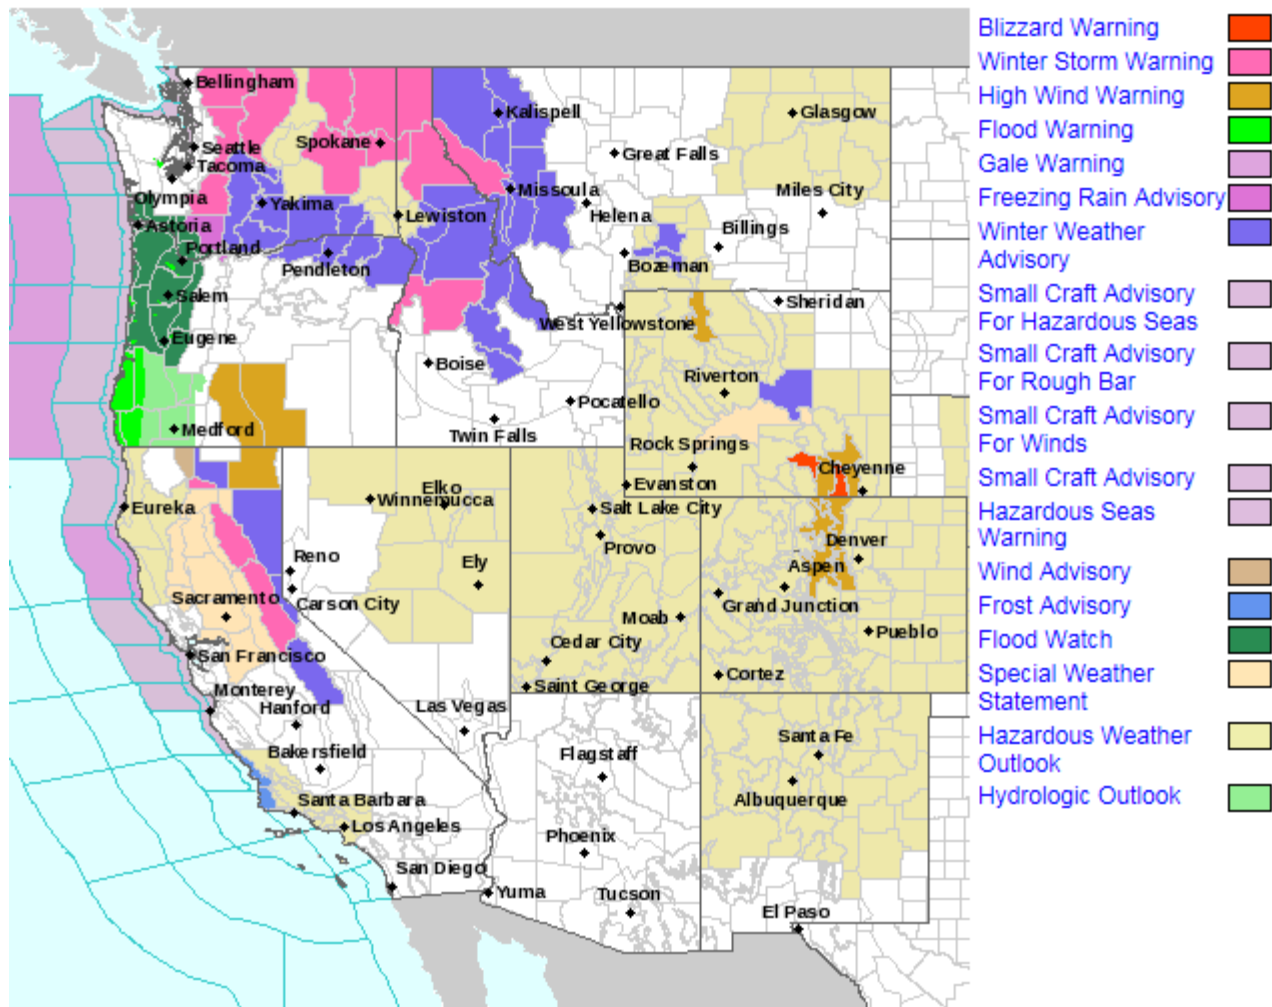 Blizzard Warning
Winter Storm Warning
High Wind Warning
Flood Warning
Gale Warning
Freezing Rain Advisory
Winter Weather
Advisory
Small Craft Advisory
For Hazardous Seas
Small Craft Advisory
For Rough Bar
Small Craft Advisory
For Winds
Small Craft Advisory
Hazardous Seas
Warning
Wind Advisory
Frost Advisory
Flood Watch
Special Weather
Statement
Hazardous Weather
Outlook
Hydrologic Outlook
Bellingham
Kalispell
Glasgow
Seattle
Spokane
Great Falls
Tacoma
Olympia
Yakima
Lewiston
Missoula
Helena
Miles City
Astoria
Portland
Pendleton
Bozeman
Billings
Salem
West Yellowstone
Sheridan
Eugene
Boise
Riverton
Medford
Twin Falls
Pocatello
Rock Springs
Evanston
Cheyenne
Eureka
Winnemucca
Elko
Salt Lake City
Provo
Denver
Reno
Ely
Aspen
Sacramento
Carson City
Moab
Grand Junction
Pueblo
San Francisco
Cedar City
Saint George
Cortez
Monterey
Hanford
Las Vegas
Bakersfield
Flagstaff
Santa Fe
Albuquerque
Santa Barbara
Los Angeles
Phoenix
San Diego
Yuma
Tucson
El Paso